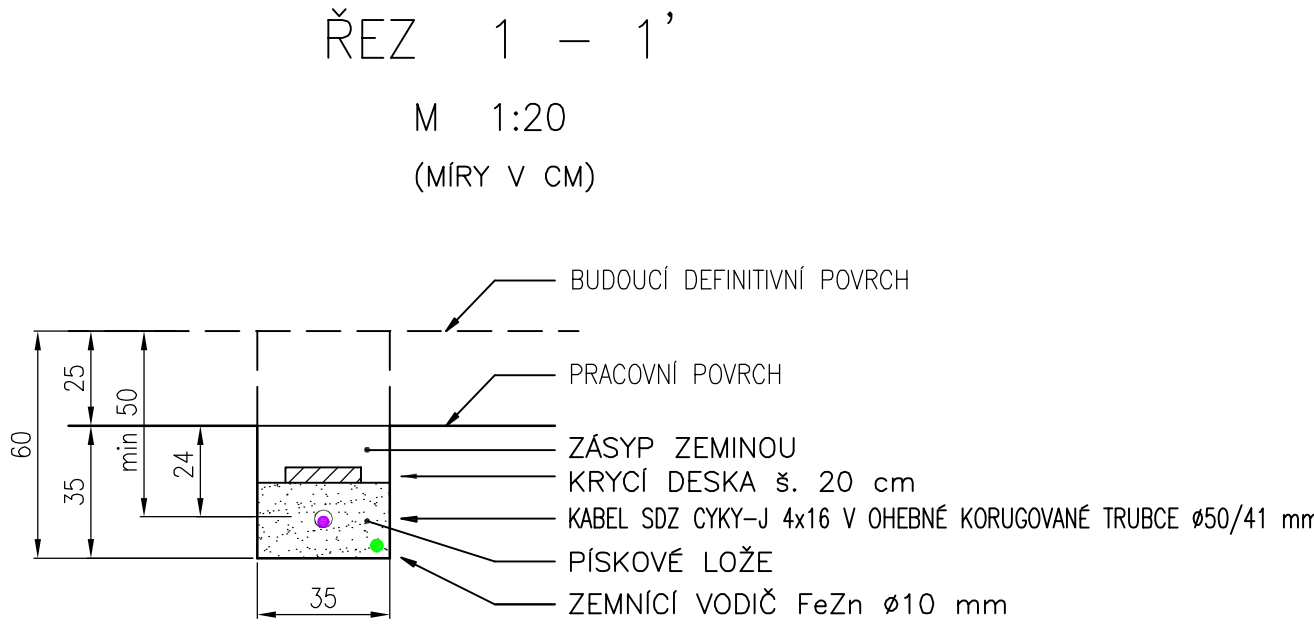 ŘEZ 1 – 1'
M 1:20
(MÍRY V CM)
BUDOUCÍ DEFINITIVNÍ POVRCH
PRACOVNÍ POVRCH
ZÁSYP ZEMINOU
KRYCÍ DESKA š. 20 cm
KABEL SDZ CYKY–J 4x16 V OHEBNÉ KORUGOVANÉ TRUBCE ø50/41 mm
PÍSKOVÉ LOŽE
ZEMNÍCÍ VODIČ FeZn ø10 mm
60
25
35
min 50
24
35